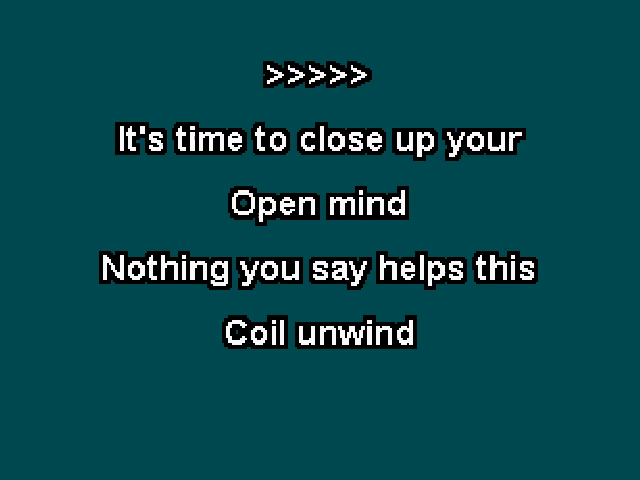 >>>>>
It's time to close up your
Open mind
Nothing you say helps this
Coil unwind